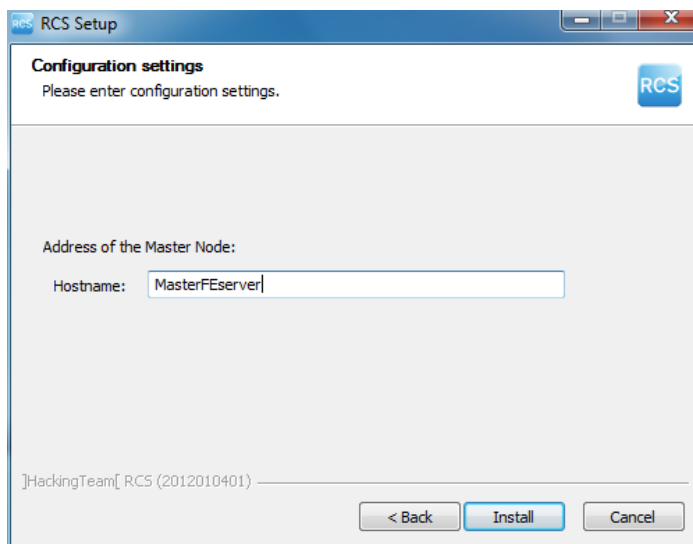 RCS RCS Setup
Configuration settings
Please enter configuration settings.
RCS
Address of the Master Node:
Hostname: MasterFEserver
]HackingTeam[ RCS (2012010401)
< Back Install Cancel